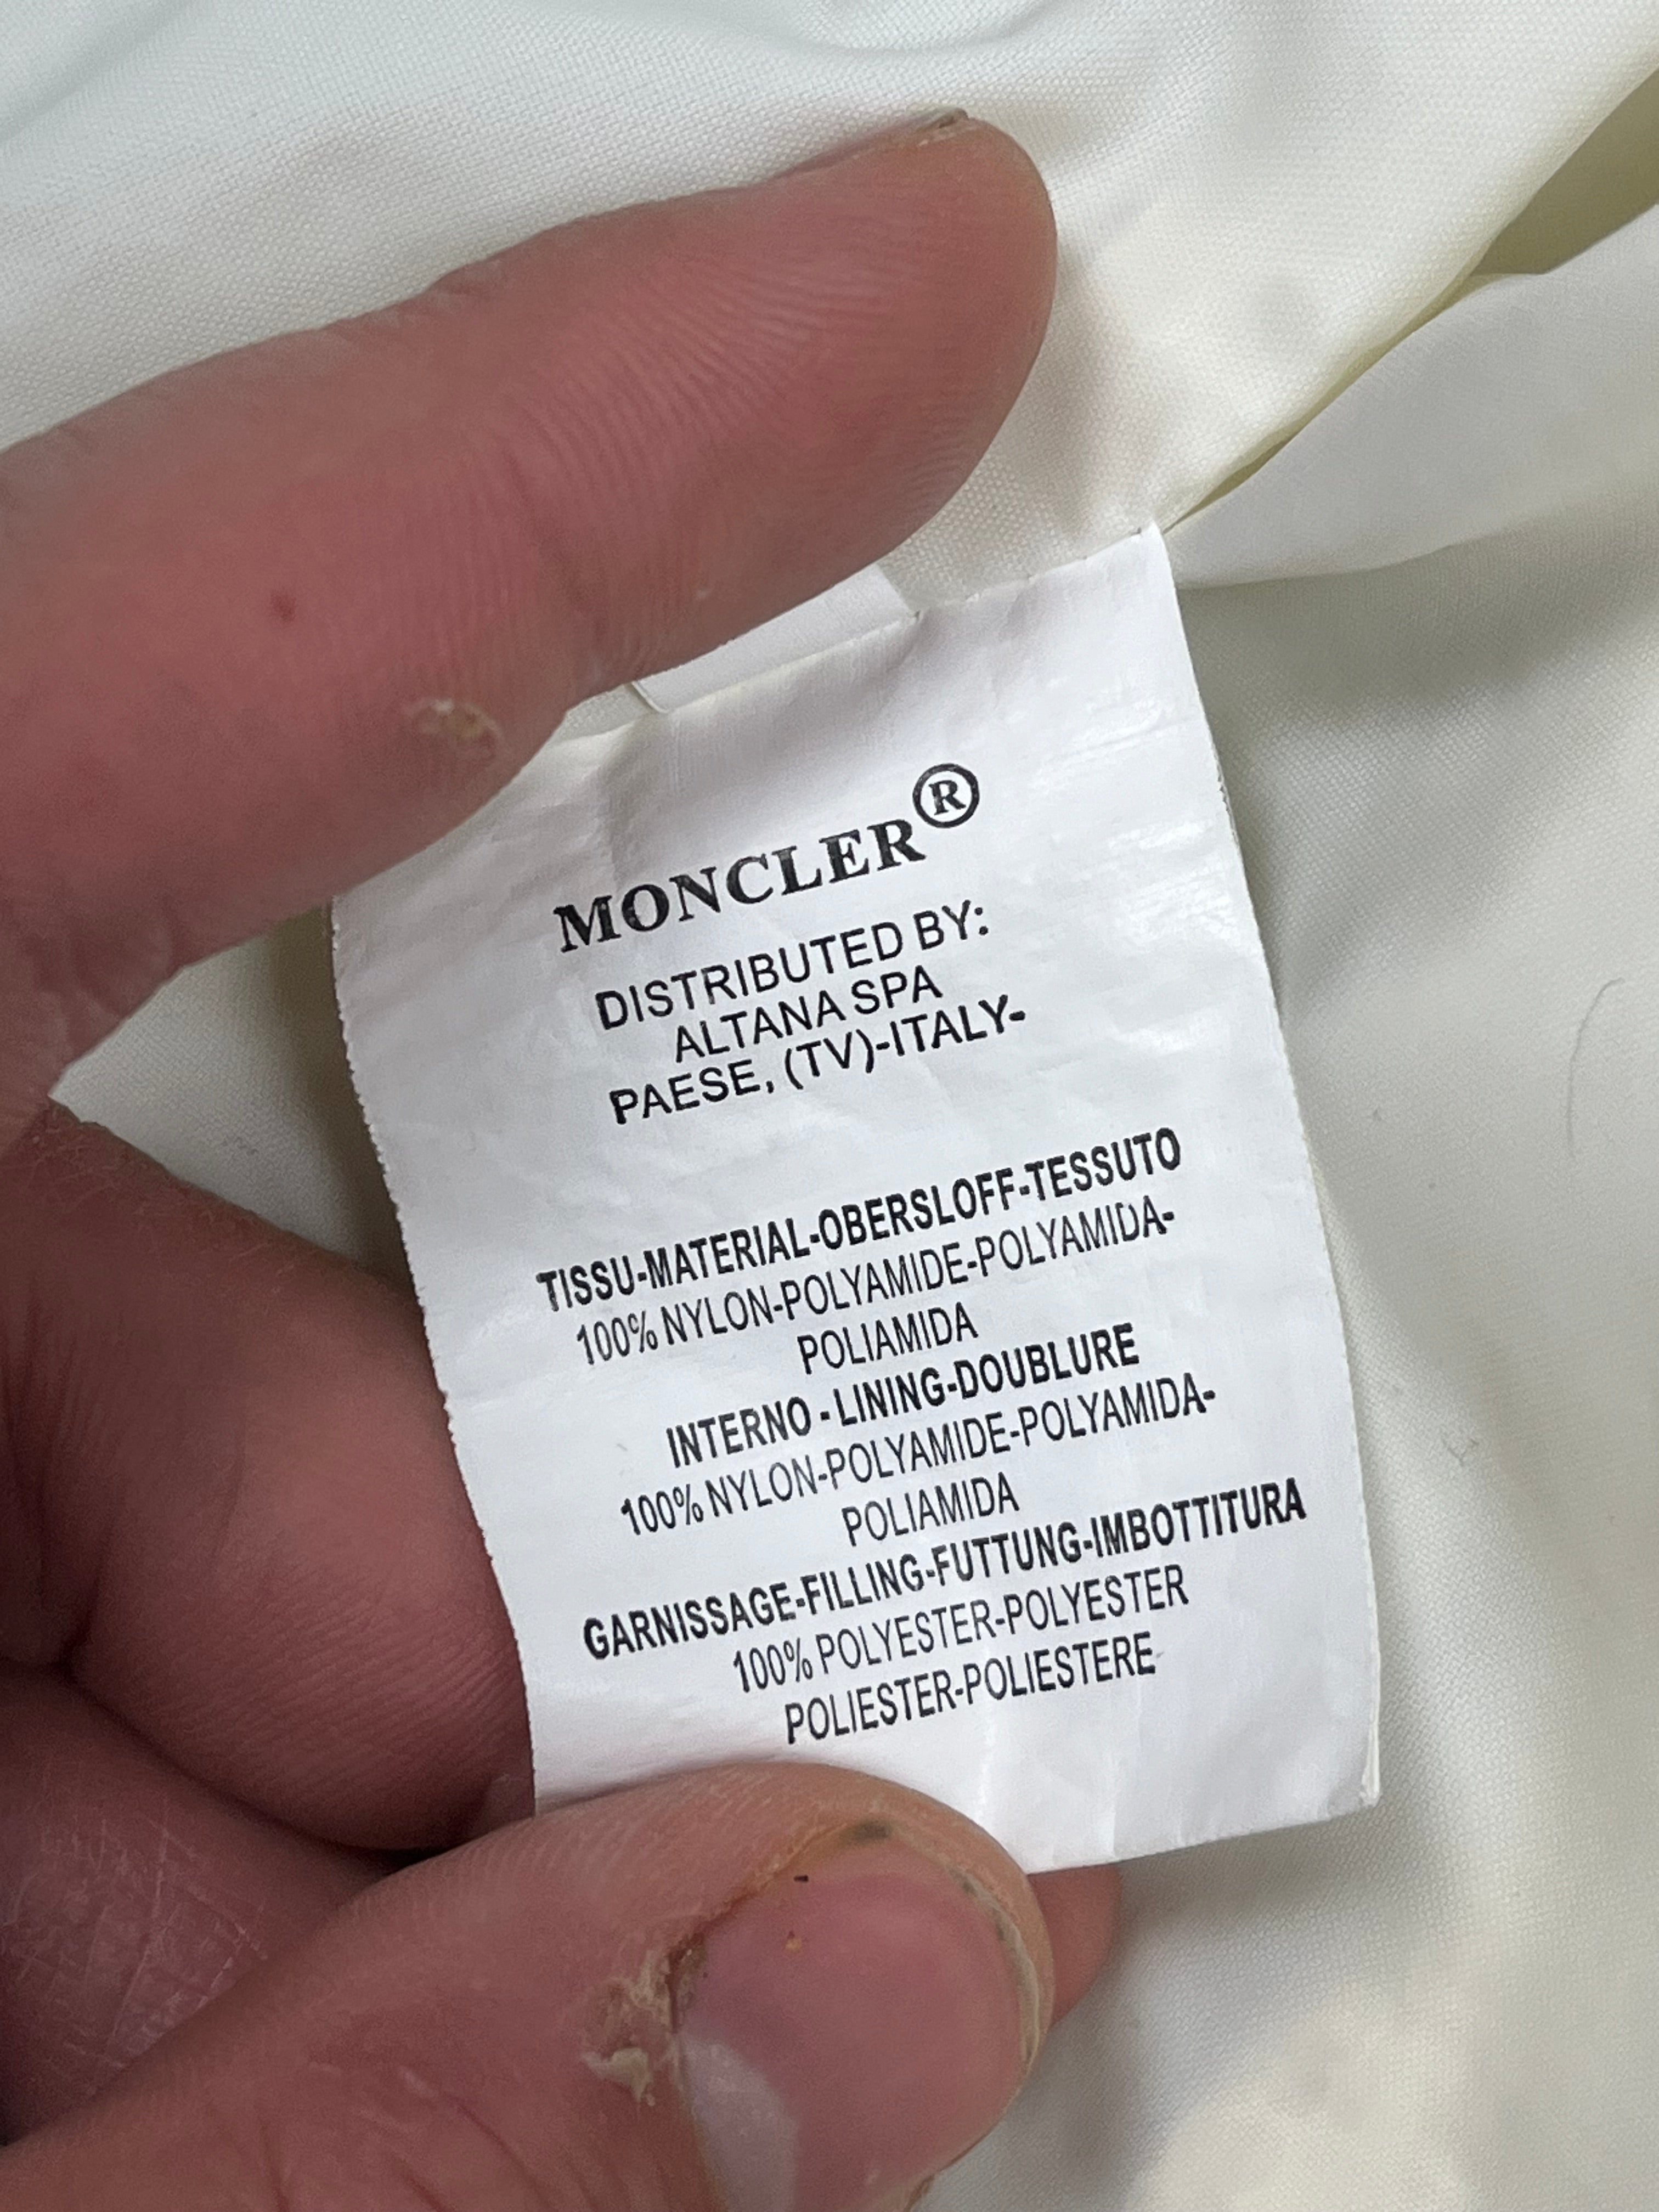 MONCLER®
DISTRIBUTED BY:
ALTANA SPA
PAESE, (TV)-ITALY-
TISSU-MATERIAL-OBERSLOFF-TESSUTO
100% NYLON-POLYAMIDE-POLYAMIDA-
POLIAMIDA
INTERNO - LINING-DOUBLURE
100% NYLON-POLYAMIDE-POLYAMIDA-
POLIAMIDA
GARNISSAGE-FILLING-FUTTUNG-IMBOTTITURA
100% POLYESTER-POLYESTER
POLIESTER-POLIESTERE